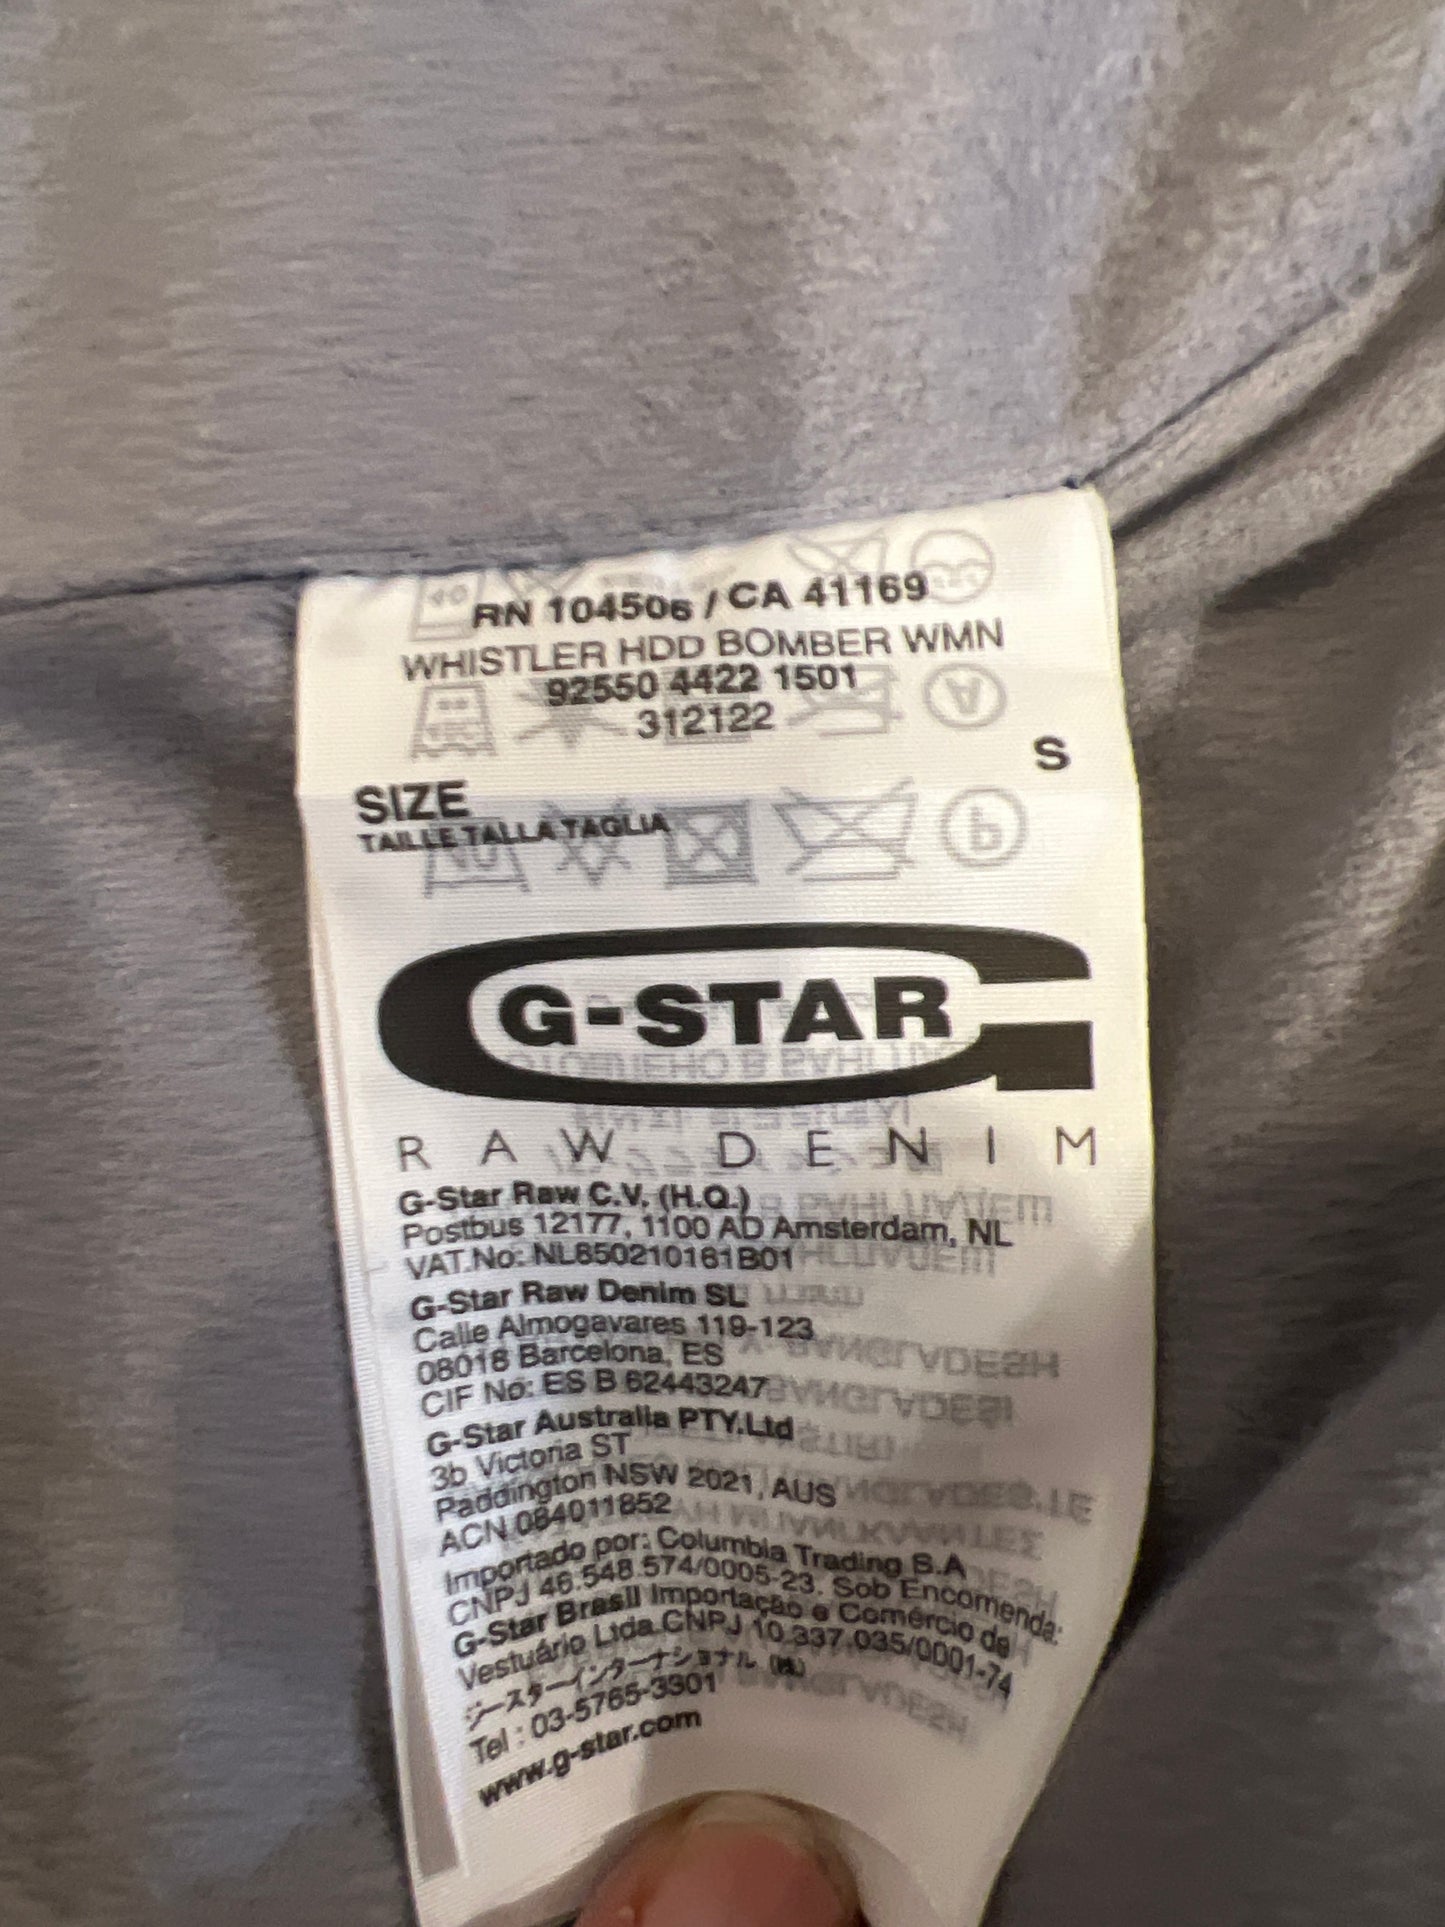 RN 104506 / CA 41169
WHISTLER HDD BOMBER WMN
92550 4422 1501
312122
S
SIZE
TAILLE TALLA TAGLIA
G-STAR
RAW DENIM
G-Star Raw C.V. (H.Q.)
Postbus 12177, 1100 AD Amsterdam, NL
VAT.No: NL850210161B01
G-Star Raw Denim SL
Calle Almogavares 119-123
08018 Barcelona, ES
CIF No: ES B 62443247
G-Star Australia PTY.Ltd
3b Victoria ST
Paddington NSW 2021, AUS
ACN 084011852
Importado por: Columbia Trading S.A
CNPJ 46.548.574/0005-23. Sob Encomenda:
G-Star Brasil Importação e Comércio de
Vestuário Ltda.CNPJ 10.337.035/0001-74
ジースターインターナショナル (株)
Tel : 03-5765-3301
www.g-star.com